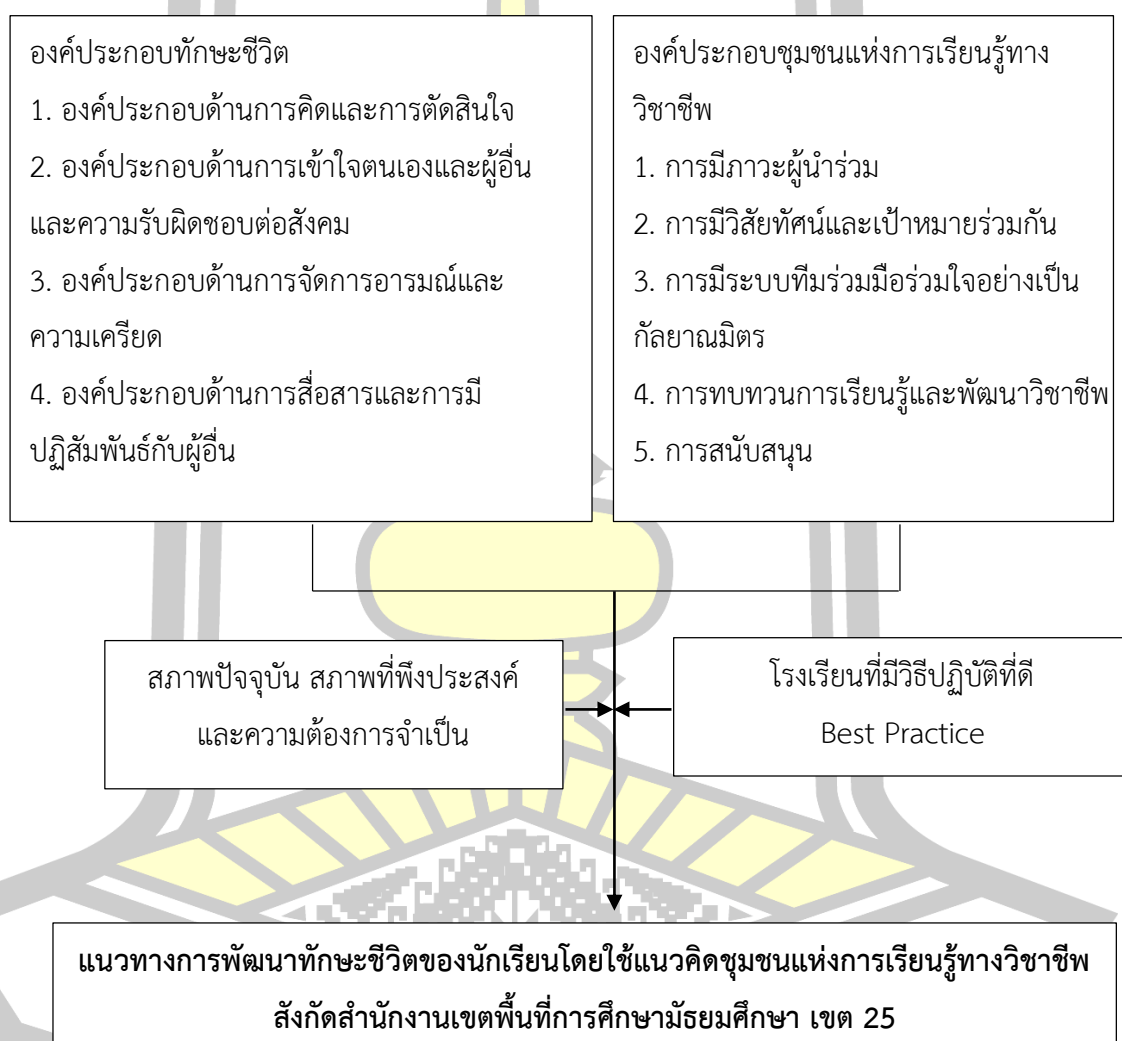 องค์ประกอบทักษะชีวิต
1. องค์ประกอบด้านการคิดและการตัดสินใจ
2. องค์ประกอบด้านการเข้าใจตนเองและผู้อื่น
และความรับผิดชอบต่อสังคม
3. องค์ประกอบด้านการจัดการอารมณ์และ
ความเครียด
4. องค์ประกอบด้านการสื่อสารและการมี
ปฏิสัมพันธ์กับผู้อื่น
องค์ประกอบชุมชนแห่งการเรียนรู้ทาง
วิชาชีพ
1. การมีภาวะผู้นำร่วม
2. การมีวิสัยทัศน์และเป้าหมายร่วมกัน
3. การมีระบบทีมร่วมมือร่วมใจอย่างเป็น
กัลยาณมิตร
4. การทบทวนการเรียนรู้และพัฒนาวิชาชีพ
5. การสนับสนุน
สภาพปัจจุบัน สภาพที่พึงประสงค์
และความต้องการจำเป็น
โรงเรียนที่มีวิธีปฏิบัติที่ดี
Best Practice
แนวทางการพัฒนาทักษะชีวิตของนักเรียนโดยใช้แนวคิดชุมชนแห่งการเรียนรู้ทางวิชาชีพ
สังกัดสำนักงานเขตพื้นที่การศึกษามัธยมศึกษา เขต 25